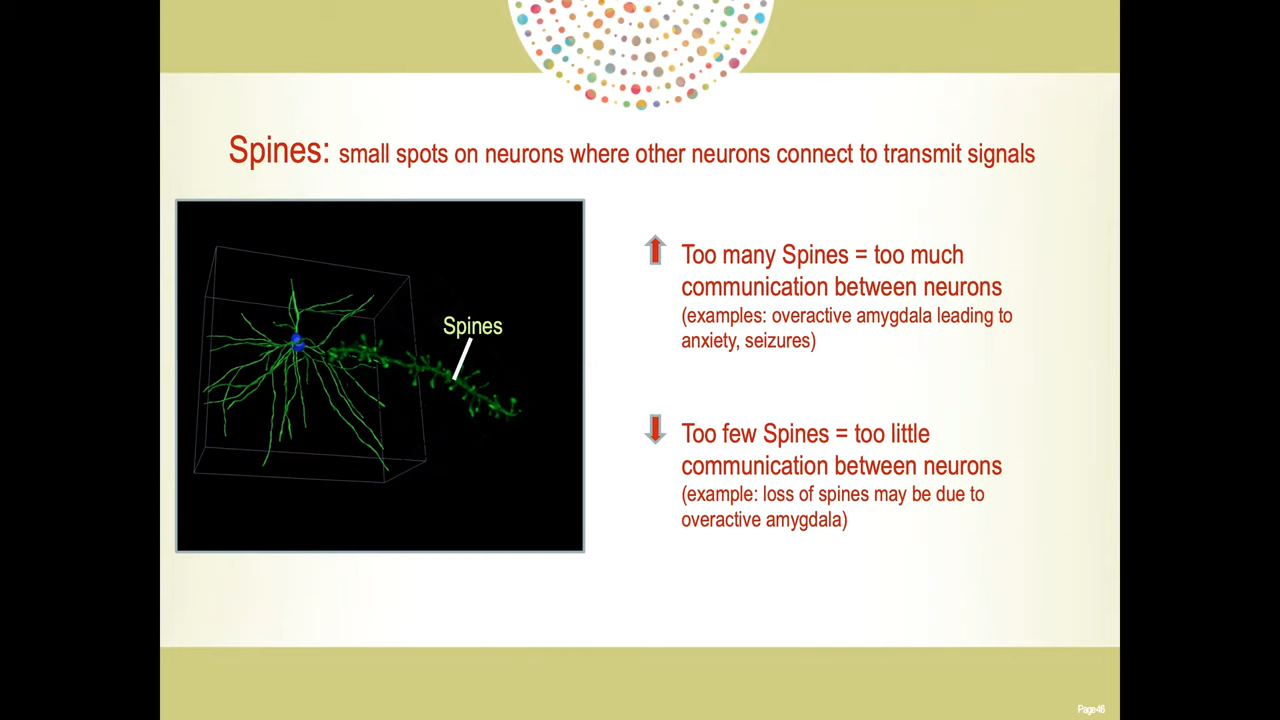 Spines: small spots on neurons where other neurons connect to transmit signals
Spines
Too many Spines = too much
communication between neurons
(examples: overactive amygdala leading to
anxiety, seizures)
Too few Spines = too little
communication between neurons
(example: loss of spines may be due to
overactive amygdala)
Page46